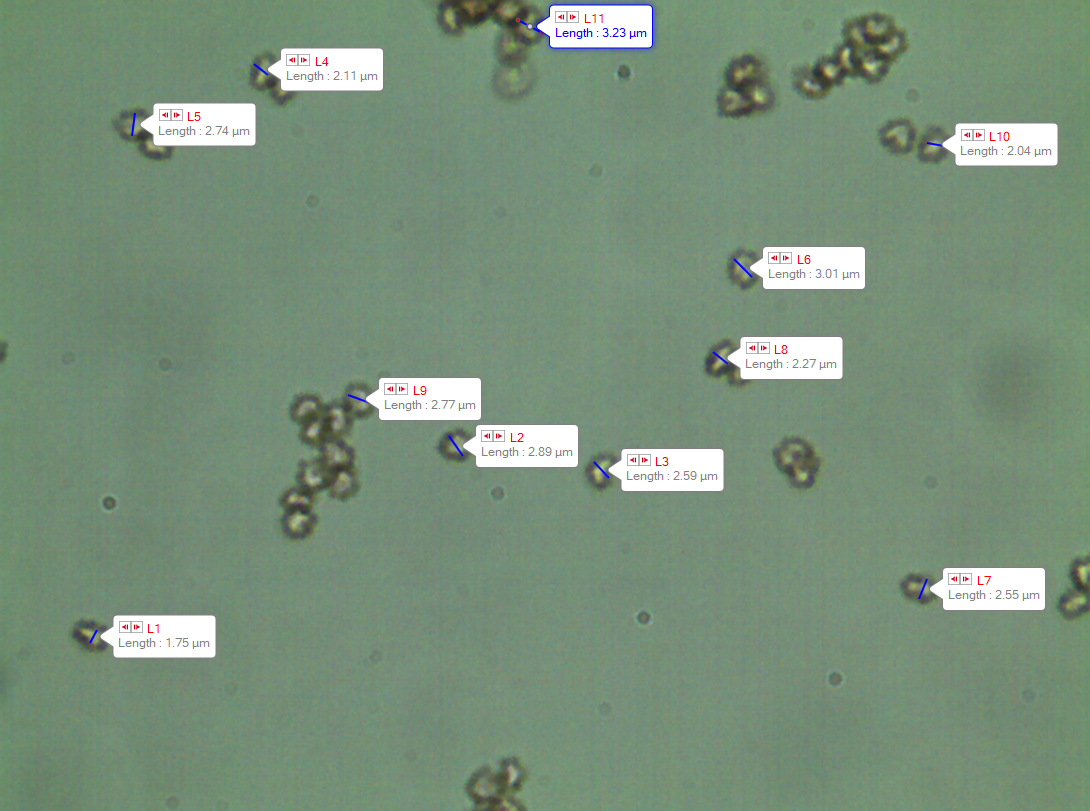 L11
Length : 3.23 µm
L4
Length : 2.11 µm
L5
Length : 2.74 µm
L10
Length : 2.04 µm
L6
Length : 3.01 µm
L8
Length : 2.27 µm
L9
Length : 2.77 µm
L2
Length : 2.89 µm
L3
Length : 2.59 µm
L7
Length : 2.55 µm
L1
Length : 1.75 µm